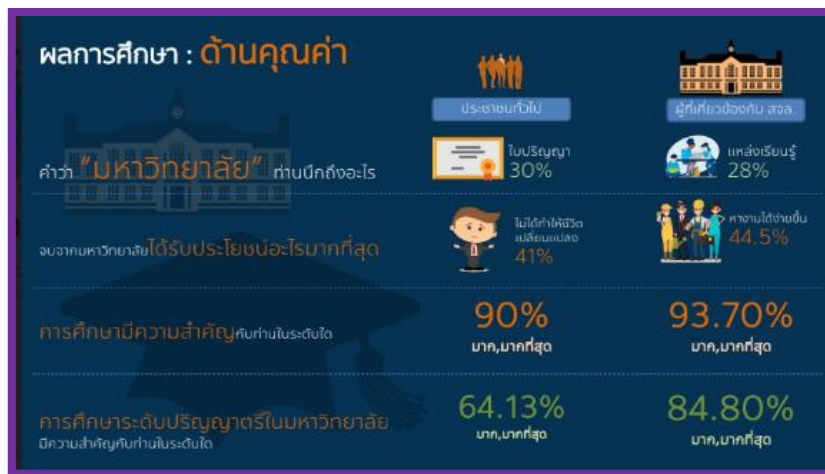 ผลการศึกษา : ด้านคุณค่า
ประชาชนทั่วไป
ผู้ที่เกี่ยวข้องกับ สจล.
คำว่า "มหาวิทยาลัย" ท่านนึกถึงอะไร
ใบปริญญา
30%
แหล่งเรียนรู้
28%
จบจากมหาวิทยาลัยได้รับประโยชน์อะไรมากที่สุด
ไม่ได้ทำให้ชีวิต
เปลี่ยนแปลง
41%
หางานได้ง่ายขึ้น
44.5%
การศึกษามีความสำคัญกับท่านในระดับใด
90%
มาก,มากที่สุด
93.70%
มาก,มากที่สุด
การศึกษาระดับปริญญาตรีในมหาวิทยาลัย
มีความสำคัญกับท่านในระดับใด
64.13%
มาก,มากที่สุด
84.80%
มาก,มากที่สุด